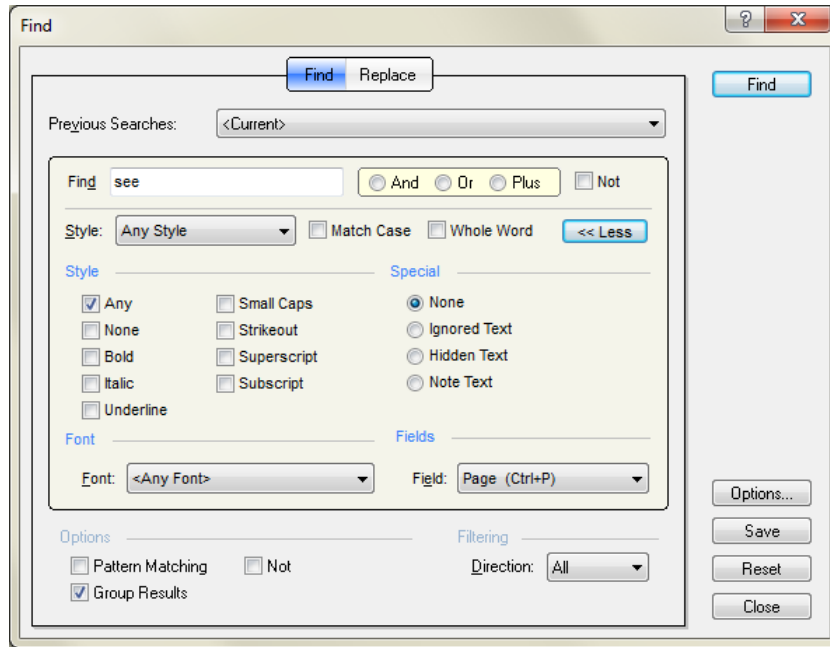 Find
?
X
Find Replace
Find
Previous Searches: <Current>
Find see And Or Plus Not
Style: Any Style Match Case Whole Word << Less
Style Special
Any Small Caps None
None Strikeout Ignored Text
Bold Superscript Hidden Text
Italic Subscript Note Text
Underline
Font Fields
Font: <Any Font> Field: Page (Ctrl+P)
Options...
Options Filtering
Save
Pattern Matching Not Direction: All
Reset
Group Results
Close